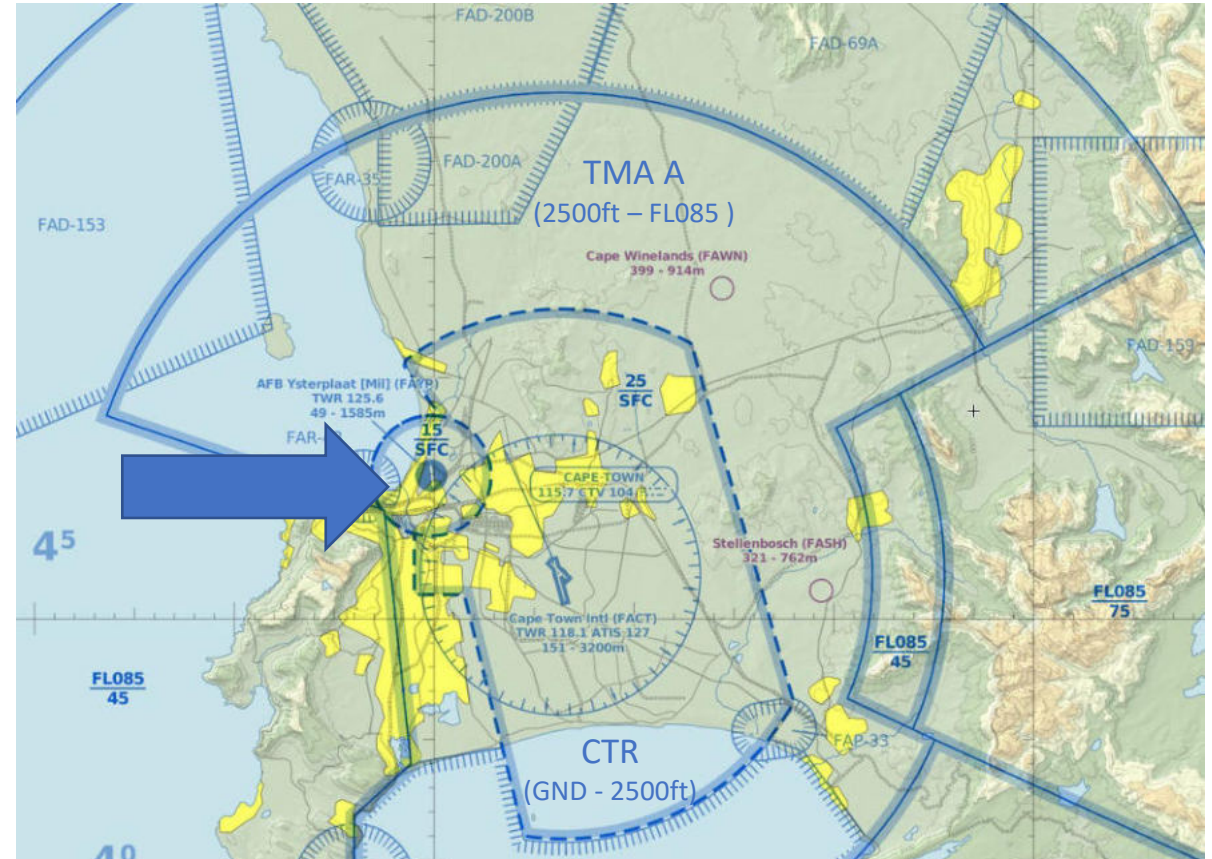 FAD-200B
FAD-69A
FAD-200A
FAR-35
TMA A
(2500ft – FL085 )
FAD-153
Cape Winelands (FAWN)
399 - 914m
FAD-159
AFB Ysterplaat [Mil] (FAYP)
TWR 125.6
49 - 1585m
25
SFC
15
SFC
CAPE TOWN
115.7 CTV 104
4⁵
Stellenbosch (FASH)
321 - 762m
Cape Town Intl (FACT)
TWR 118.1 ATIS 127
151 - 3200m
FL085
75
FL085
45
FL085
45
FAP-33
CTR
(GND - 2500ft)
4⁰